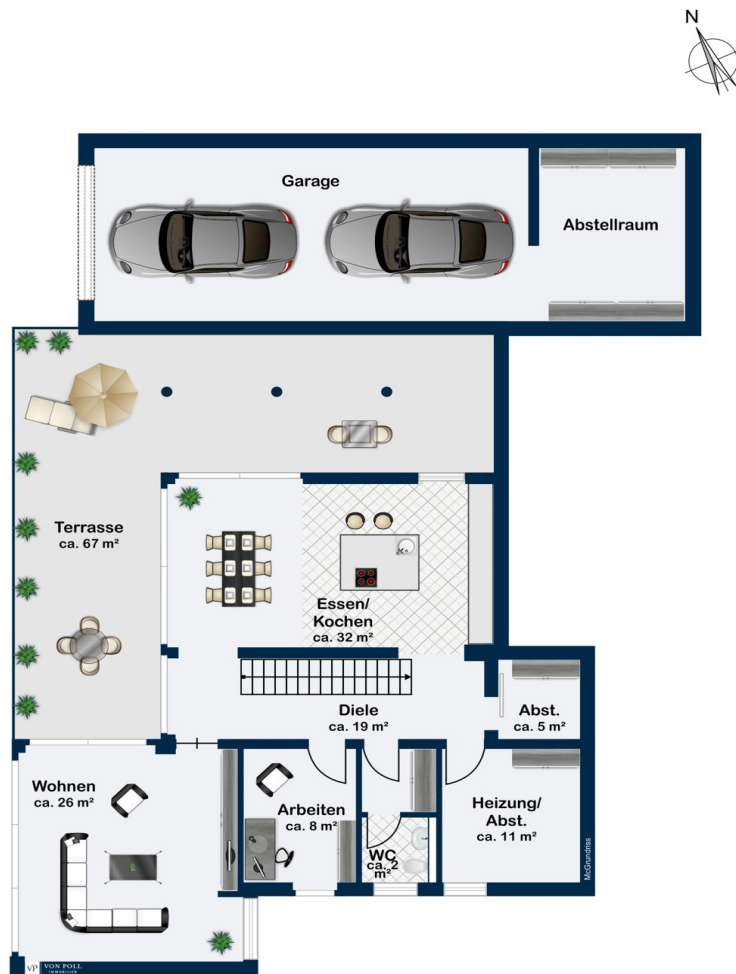 N
Garage
Abstellraum
Terrasse
ca. 67 m²
Essen/
Kochen
ca. 32 m²
Diele
ca. 19 m²
Abst.
ca. 5 m²
Wohnen
ca. 26 m²
Arbeiten
ca. 8 m²
WC
ca. 2
m²
Heizung/
Abst.
ca. 11 m²
McGrundriss
VP VON POLL
IMMOBILIEN